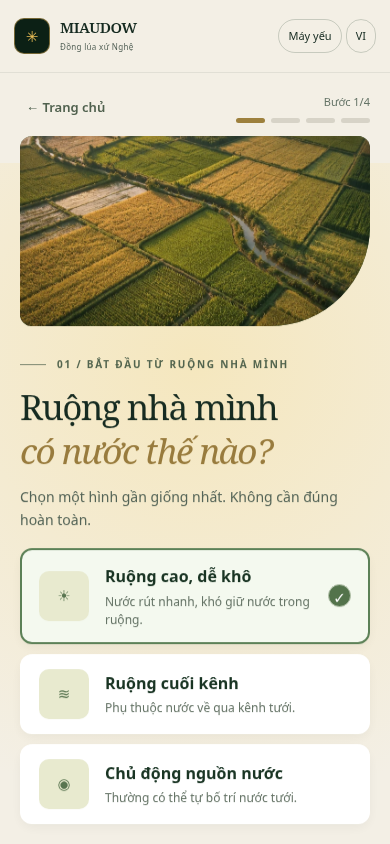 MIAUDOW
Đồng lúa xứ Nghệ
Máy yếu
VI
← Trang chủ
Bước 1/4
01 / BẮT ĐẦU TỪ RUỘNG NHÀ MÌNH
Ruộng nhà mình
có nước thế nào?
Chọn một hình gần giống nhất. Không cần đúng
hoàn toàn.
Ruộng cao, dễ khô
Nước rút nhanh, khó giữ nước trong
ruộng.
Ruộng cuối kênh
Phụ thuộc nước về qua kênh tưới.
Chủ động nguồn nước
Thường có thể tự bố trí nước tưới.